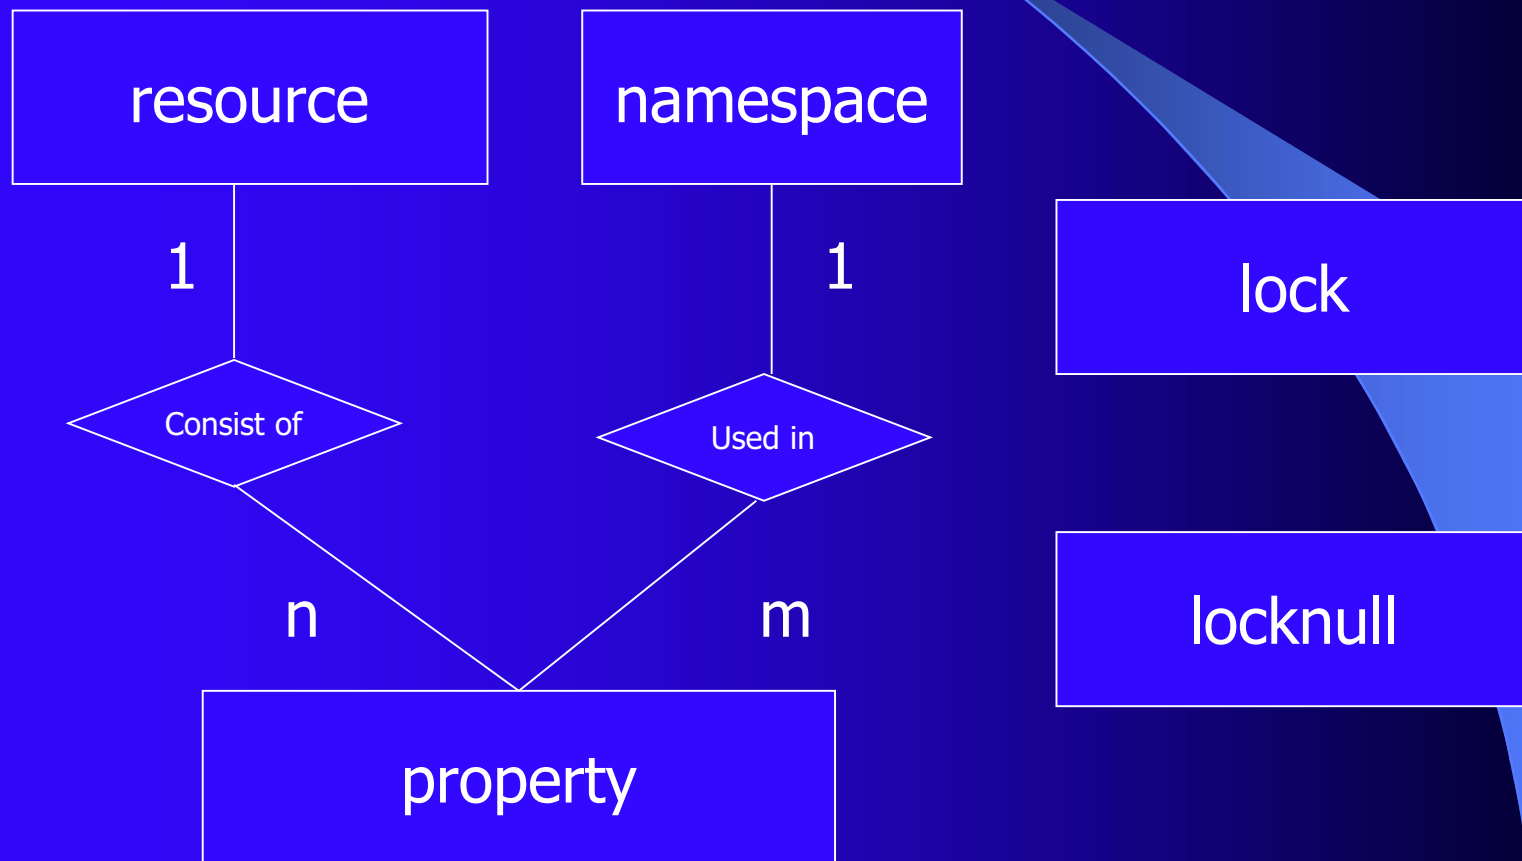 resource
namespace
1
1
lock
Consist of
Used in
n
m
locknull
property